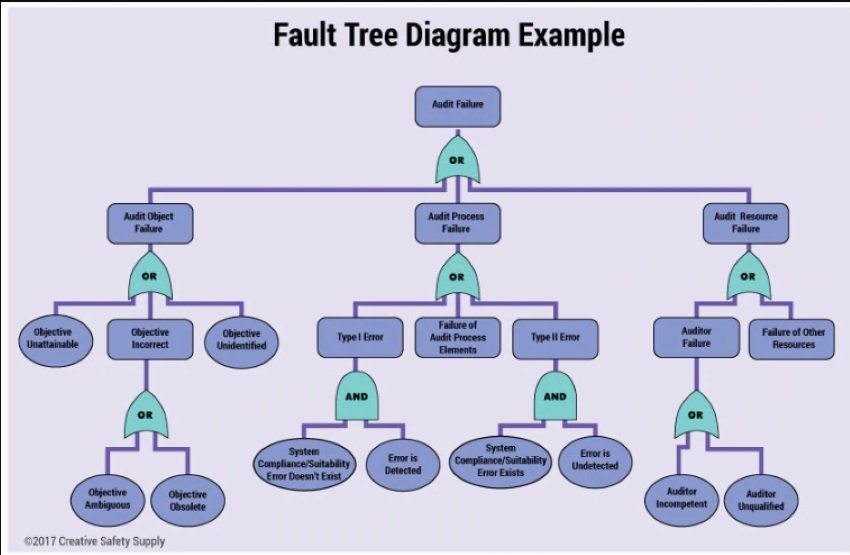 Fault Tree Diagram Example
Audit Failure
OR
Audit Object
Failure
Audit Process
Failure
Audit Resource
Failure
OR
OR
OR
Objective
Unattainable
Objective
Incorrect
Objective
Unidentified
Type I Error
Failure of
Audit Process
Elements
Type II Error
Auditor
Failure
Failure of Other
Resources
OR
AND
AND
OR
System
Compliance/Suitability
Error Doesn't Exist
Error is
Detected
System
Compliance/Suitability
Error Exists
Error is
Undetected
Objective
Ambiguous
Objective
Obsolete
Auditor
Incompetent
Auditor
Unqualified
©2017 Creative Safety Supply